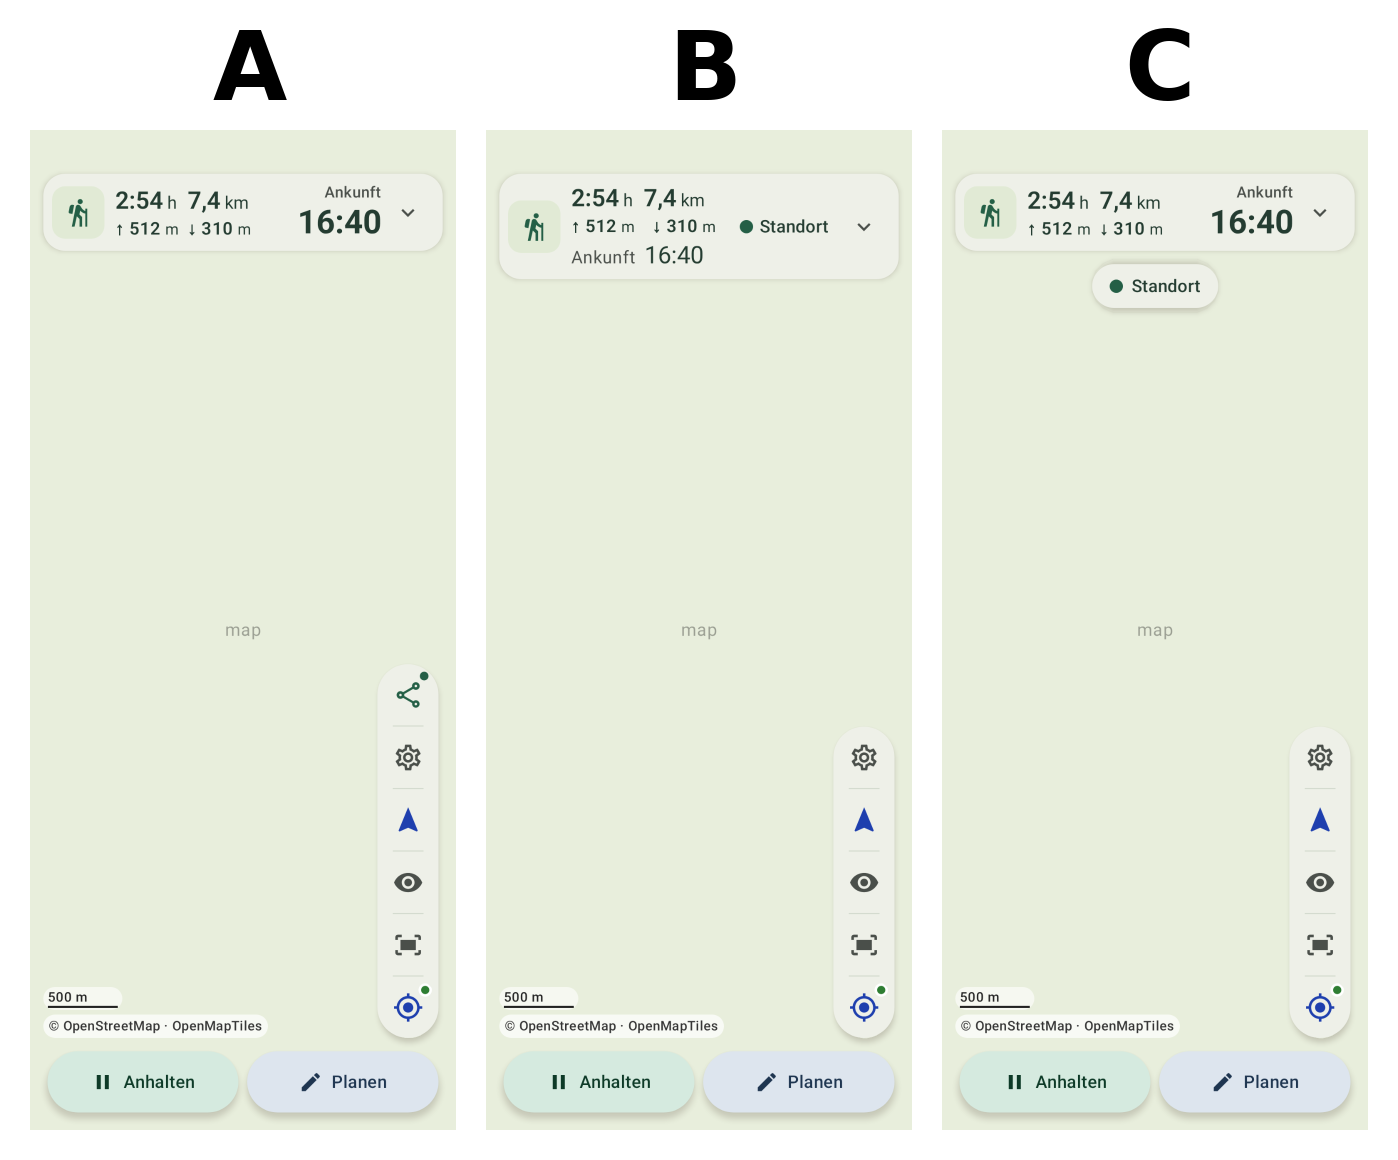 A
B
C
2:54 h 7,4 km
↑ 512 m ↓ 310 m
Ankunft
16:40
map
500 m
© OpenStreetMap · OpenMapTiles
Anhalten
Planen
2:54 h 7,4 km
↑ 512 m ↓ 310 m
Ankunft 16:40
Standort
map
500 m
© OpenStreetMap · OpenMapTiles
Anhalten
Planen
2:54 h 7,4 km
↑ 512 m ↓ 310 m
Ankunft
16:40
Standort
map
500 m
© OpenStreetMap · OpenMapTiles
Anhalten
Planen